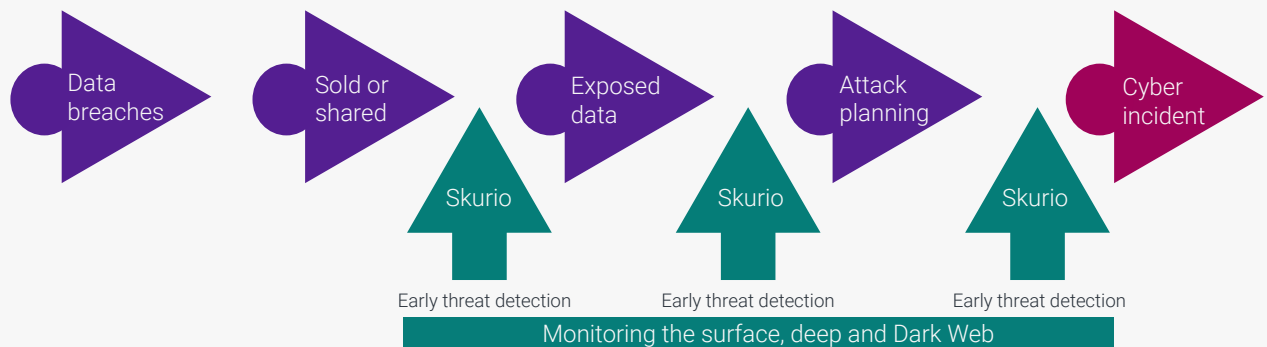 Data
breaches
Sold or
shared
Exposed
data
Attack
planning
Cyber
incident
Skurio
Skurio
Skurio
Early threat detection
Early threat detection
Early threat detection
Monitoring the surface, deep and Dark Web